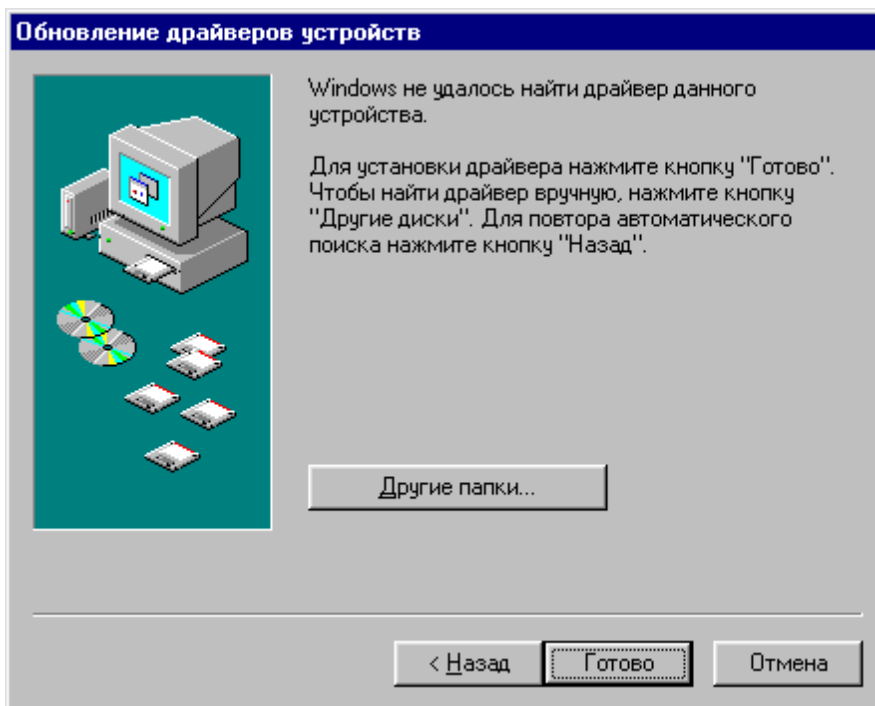 Обновление драйверов устройств
Windows не удалось найти драйвер данного
устройства.
Для установки драйвера нажмите кнопку "Готово".
Чтобы найти драйвер вручную, нажмите кнопку
"Другие диски". Для повтора автоматического
поиска нажмите кнопку "Назад".
Другие папки...
< Назад
Готово
Отмена